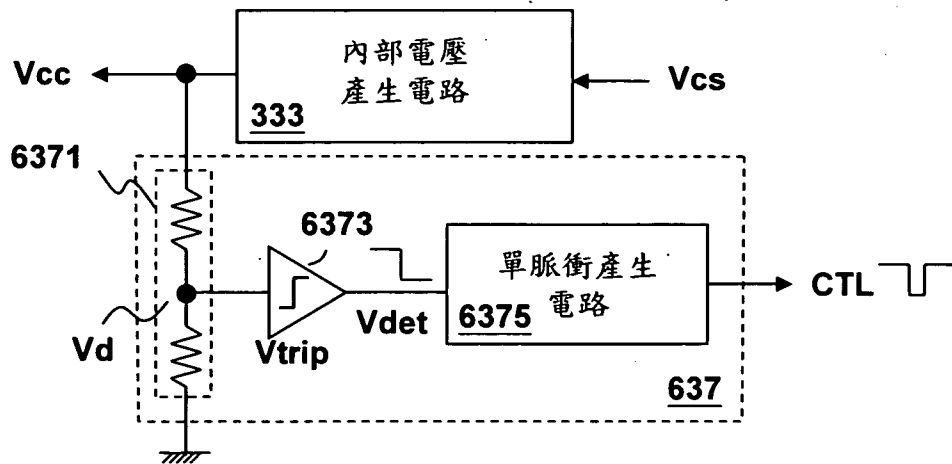 內部電壓
產生電路
333
Vcc
Vcs
6371
6373
單脈衝產生
電路
6375
CTL
Vd
Vtrip
Vdet
637